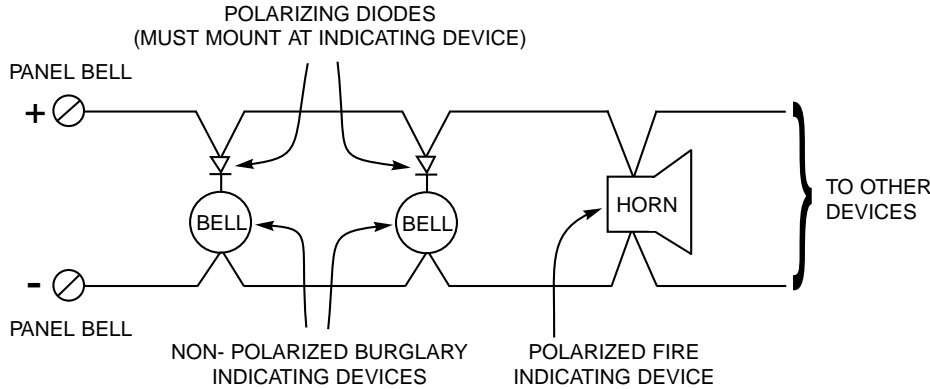 POLARIZING DIODES
(MUST MOUNT AT INDICATING DEVICE)
PANEL BELL
+
BELL
BELL
HORN
TO OTHER
DEVICES
-
PANEL BELL
NON- POLARIZED BURGLARY
INDICATING DEVICES
POLARIZED FIRE
INDICATING DEVICE